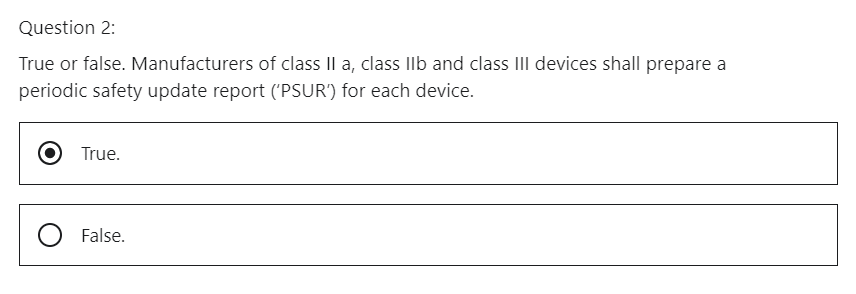 Question 2:
True or false. Manufacturers of class II a, class IIb and class III devices shall prepare a
periodic safety update report (‘PSUR’) for each device.
True.
False.